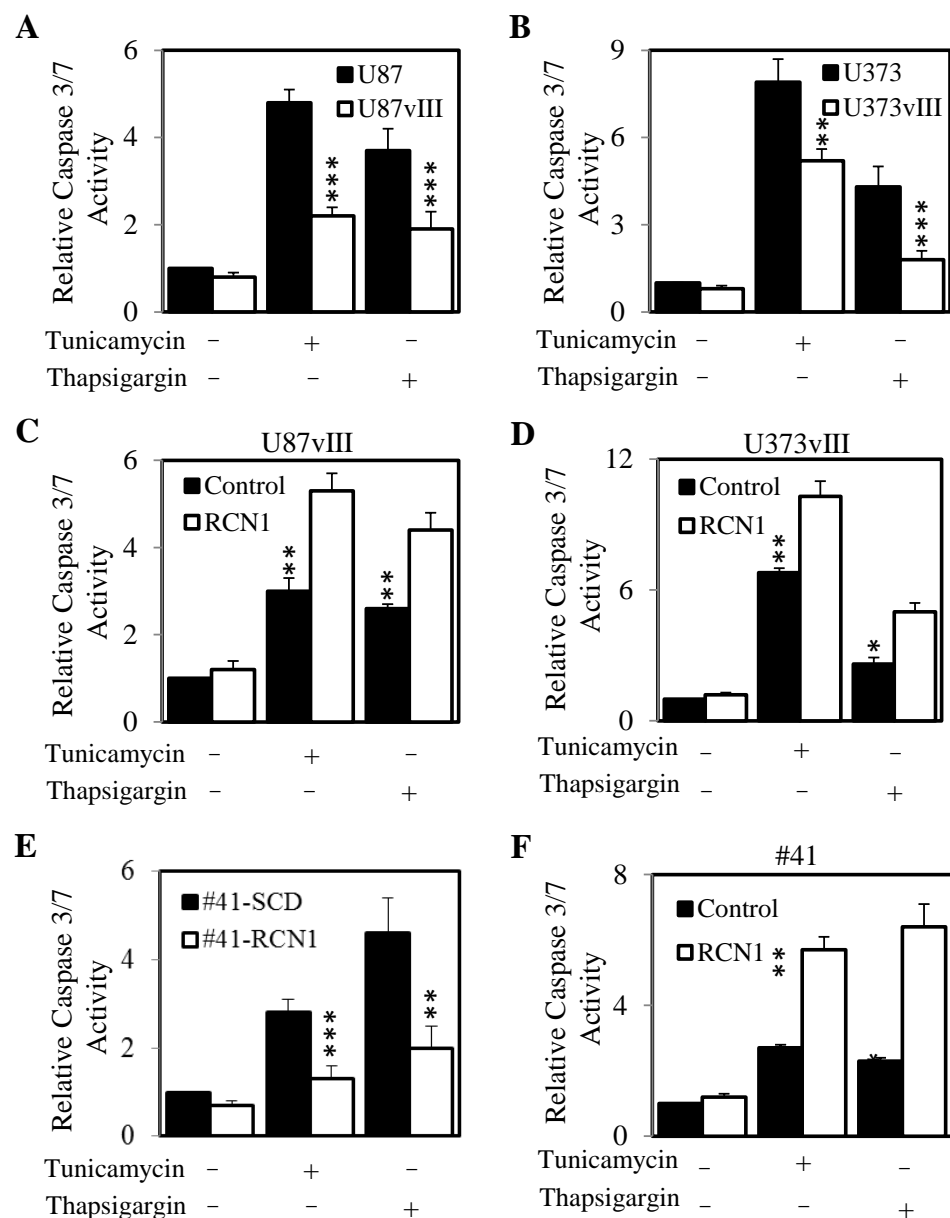 A
Relative Caspase 3/7
Activity
6
4
2
0
U87
U87vIII
***
***
Tunicamycin – + –
Thapsigargin – – +
B
Relative Caspase 3/7
Activity
9
6
3
0
U373
U373vIII
**
***
– + –
– – +
C
U87vIII
Relative Caspase 3/7
Activity
6
4
2
0
Control
RCN1
**
**
Tunicamycin – + –
Thapsigargin – – +
D
U373vIII
Relative Caspase 3/7
Activity
12
6
0
Control
RCN1
**
*
– + –
– – +
E
Relative Caspase 3/7
Activity
6
4
2
0
#41-SCD
#41-RCN1
***
**
Tunicamycin – + –
Thapsigargin – – +
F
#41
Relative Caspase 3/7
Activity
8
4
0
Control
RCN1
**
Tunicamycin – + –
Thapsigargin – – +